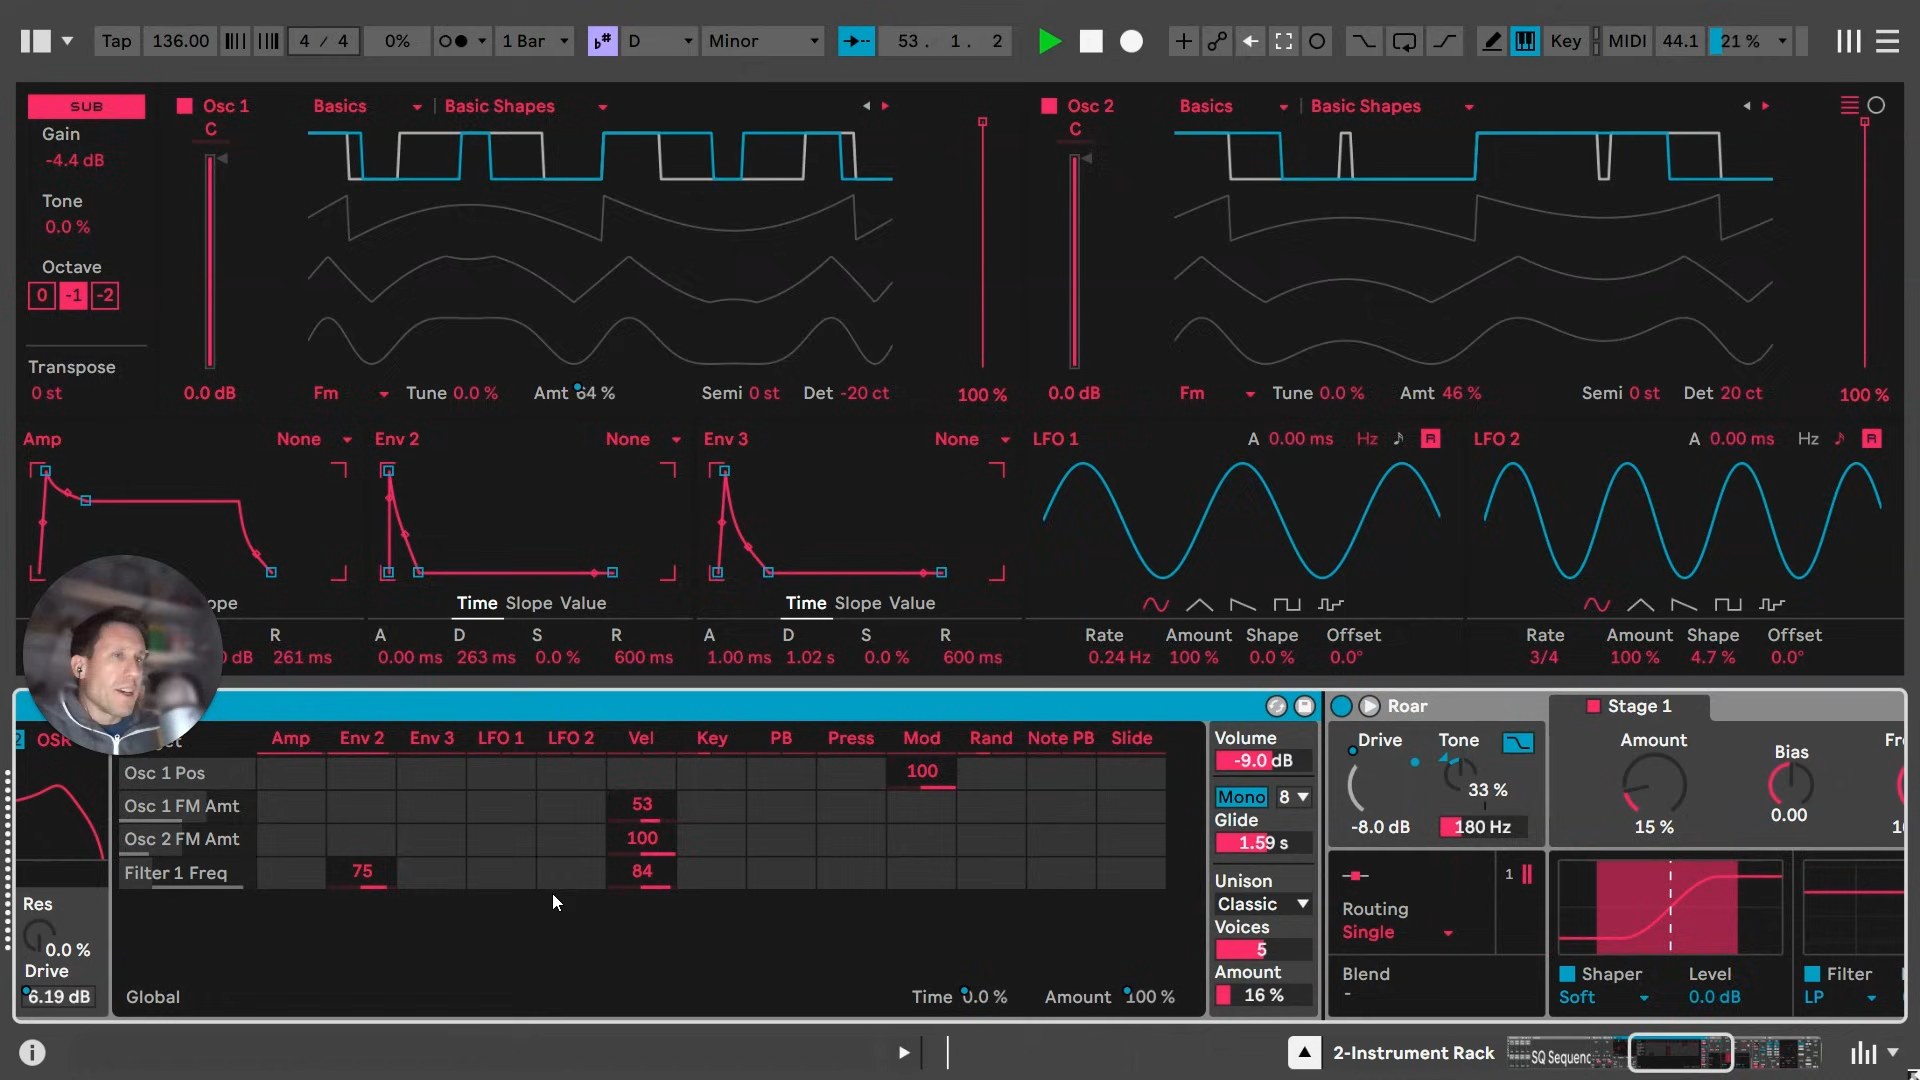 Tap 136.00 4 / 4 0% 1 Bar ♭# D Minor 53 . 1 . 2 Key MIDI 44.1 21 %
SUB
Gain
-4.4 dB
Tone
0.0 %
Octave
0 -1 -2
Transpose
0 st
Osc 1 Basics Basic Shapes
C
0.0 dB Fm Tune 0.0 % Amt 64 % Semi 0 st Det -20 ct 100 %
Osc 2 Basics Basic Shapes
C
0.0 dB Fm Tune 0.0 % Amt 46 % Semi 0 st Det 20 ct 100 %
Amp None
ope
R
0 dB 261 ms
Env 2 None
Time Slope Value
A D S R
0.00 ms 263 ms 0.0 % 600 ms
Env 3 None
Time Slope Value
A D S R
1.00 ms 1.02 s 0.0 % 600 ms
LFO 1 A 0.00 ms Hz R
Rate Amount Shape Offset
0.24 Hz 100 % 0.0 % 0.0°
LFO 2 A 0.00 ms Hz R
Rate Amount Shape Offset
3/4 100 % 4.7 % 0.0°
2 OSR
Res
0.0 %
Drive
6.19 dB
get Amp Env 2 Env 3 LFO 1 LFO 2 Vel Key PB Press Mod Rand Note PB Slide
Osc 1 Pos 100
Osc 1 FM Amt 53
Osc 2 FM Amt 100
Filter 1 Freq 75 84
Global Time 0.0 % Amount 100 %
Volume
-9.0 dB
Mono 8
Glide
1.59 s
Unison
Classic
Voices
5
Amount
16 %
Roar
Drive Tone
33 %
-8.0 dB 180 Hz
1
Routing
Single
Blend
-
Stage 1
Amount Bias Fr
15 % 0.00 1
Shaper Level
Soft 0.0 dB
Filter
LP
2-Instrument Rack
SQ Sequenc